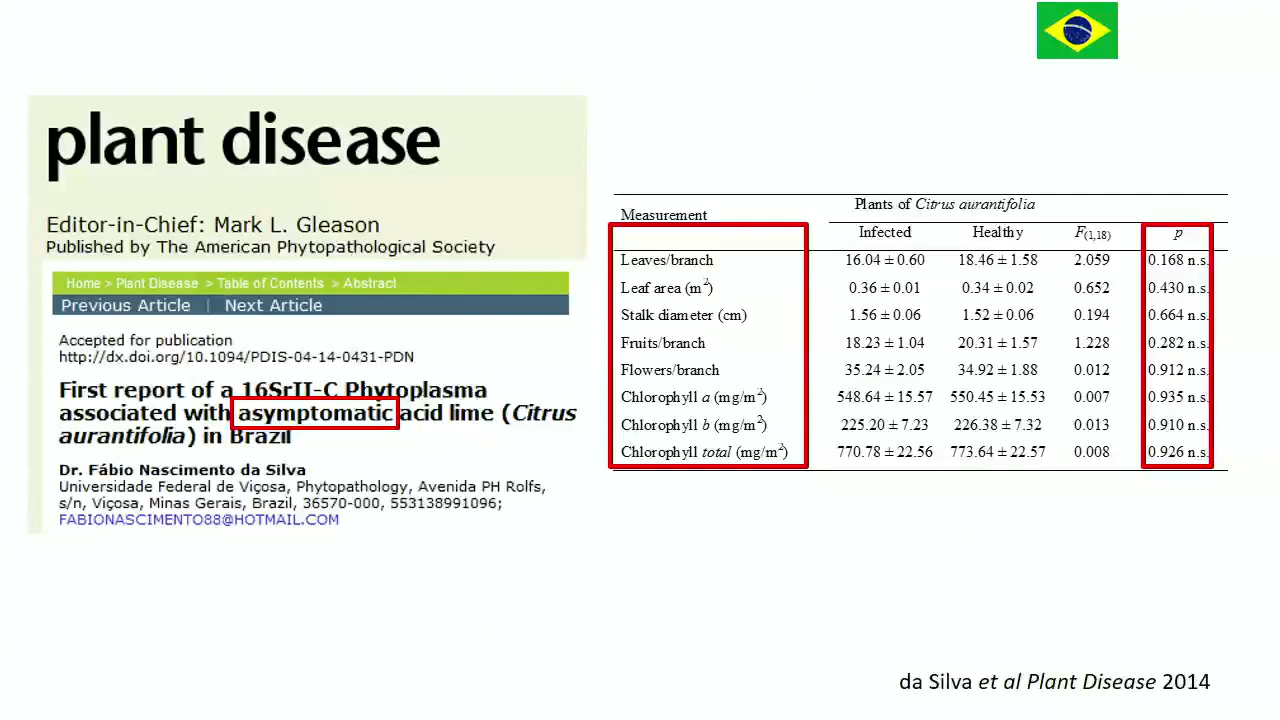 plant disease
Editor-in-Chief: Mark L. Gleason
Published by The American Phytopathological Society
Home > Plant Disease > Table of Contents > Abstract
Previous Article | Next Article
Accepted for publication
http://dx.doi.org/10.1094/PDIS-04-14-0431-PDN
First report of a 16SrII-C Phytoplasma
associated with asymptomatic acid lime (Citrus
aurantifolia) in Brazil
Dr. Fábio Nascimento da Silva
Universidade Federal de Viçosa, Phytopathology, Avenida PH Rolfs,
s/n, Viçosa, Minas Gerais, Brazil, 36570-000, 553138991096;
FABIONASCIMENTO88@HOTMAIL.COM
Measurement Plants of Citrus aurantifolia
Infected Healthy F(1,18) p
Leaves/branch 16.04 ± 0.60 18.46 ± 1.58 2.059 0.168 n.s.
Leaf area (m²) 0.36 ± 0.01 0.34 ± 0.02 0.652 0.430 n.s.
Stalk diameter (cm) 1.56 ± 0.06 1.52 ± 0.06 0.194 0.664 n.s.
Fruits/branch 18.23 ± 1.04 20.31 ± 1.57 1.228 0.282 n.s.
Flowers/branch 35.24 ± 2.05 34.92 ± 1.88 0.012 0.912 n.s.
Chlorophyll a (mg/m²) 548.64 ± 15.57 550.45 ± 15.53 0.007 0.935 n.s.
Chlorophyll b (mg/m²) 225.20 ± 7.23 226.38 ± 7.32 0.013 0.910 n.s.
Chlorophyll total (mg/m²) 770.78 ± 22.56 773.64 ± 22.57 0.008 0.926 n.s.
da Silva et al Plant Disease 2014